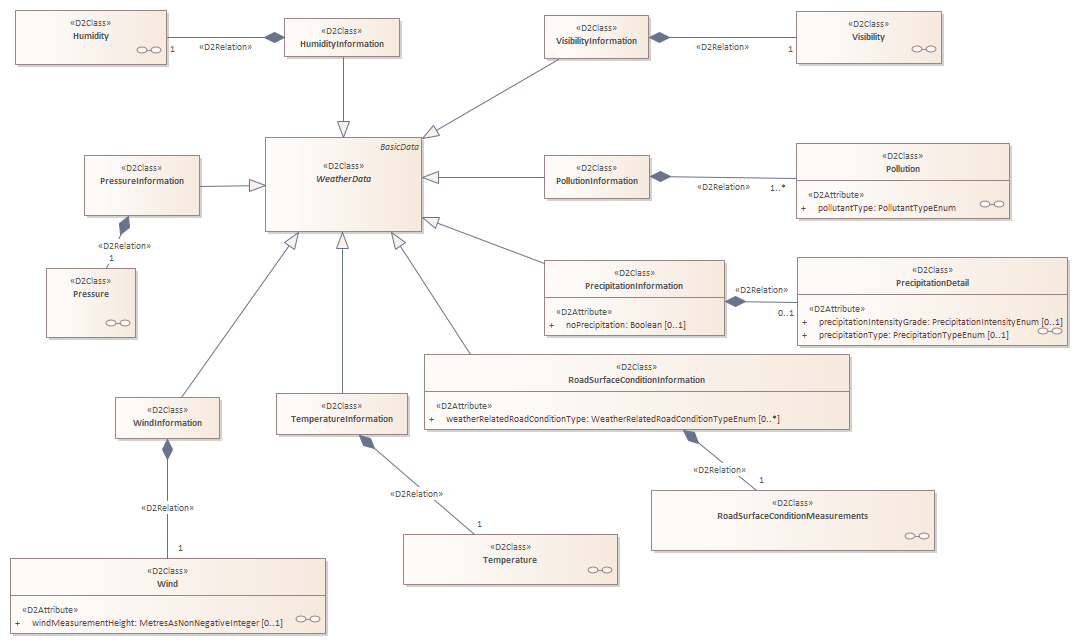 «D2Class»
Humidity
1
«D2Relation»
«D2Class»
HumidityInformation
«D2Class»
VisibilityInformation
«D2Relation»
1
«D2Class»
Visibility
BasicData
«D2Class»
WeatherData
«D2Class»
PressureInformation
«D2Relation»
1
«D2Class»
Pressure
«D2Class»
PollutionInformation
«D2Relation»
1..*
«D2Class»
Pollution
«D2Attribute»
+ pollutantType: PollutantTypeEnum
«D2Class»
PrecipitationInformation
«D2Attribute»
+ noPrecipitation: Boolean [0..1]
«D2Relation»
0..1
«D2Class»
PrecipitationDetail
«D2Attribute»
+ precipitationIntensityGrade: PrecipitationIntensityEnum [0..1]
+ precipitationType: PrecipitationTypeEnum [0..1]
«D2Class»
RoadSurfaceConditionInformation
«D2Attribute»
+ weatherRelatedRoadConditionType: WeatherRelatedRoadConditionTypeEnum [0..*]
«D2Relation»
1
«D2Class»
RoadSurfaceConditionMeasurements
«D2Class»
WindInformation
«D2Relation»
1
«D2Class»
Wind
«D2Attribute»
+ windMeasurementHeight: MetresAsNonNegativeInteger [0..1]
«D2Class»
TemperatureInformation
«D2Relation»
1
«D2Class»
Temperature